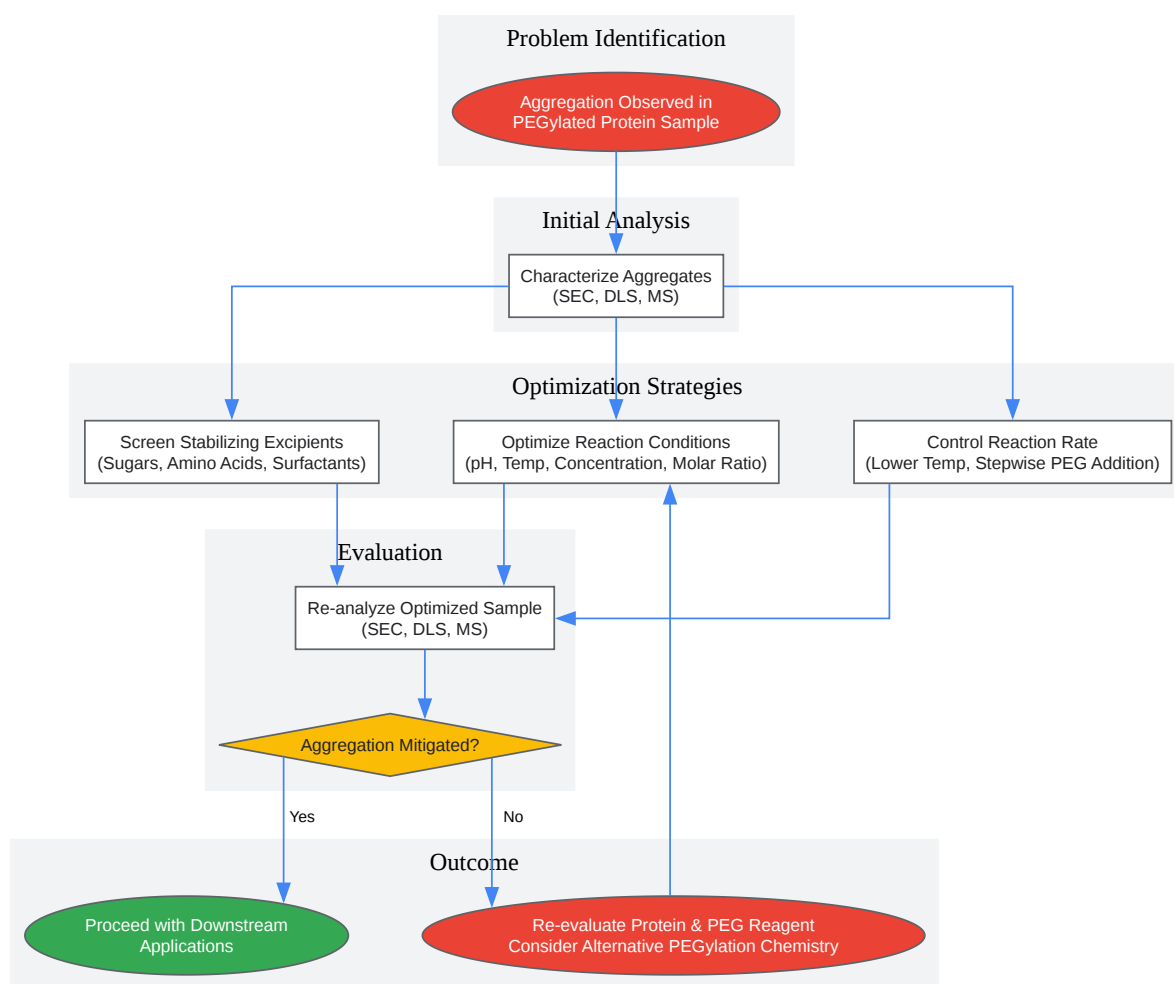 Problem Identification
Aggregation Observed in
PEGylated Protein Sample
Initial Analysis
Characterize Aggregates
(SEC, DLS, MS)
Optimization Strategies
Screen Stabilizing Excipients
(Sugars, Amino Acids, Surfactants)
Optimize Reaction Conditions
(pH, Temp, Concentration, Molar Ratio)
Control Reaction Rate
(Lower Temp, Stepwise PEG Addition)
Evaluation
Re-analyze Optimized Sample
(SEC, DLS, MS)
Aggregation Mitigated?
Yes
No
Outcome
Proceed with Downstream
Applications
Re-evaluate Protein & PEG Reagent
Consider Alternative PEGylation Chemistry